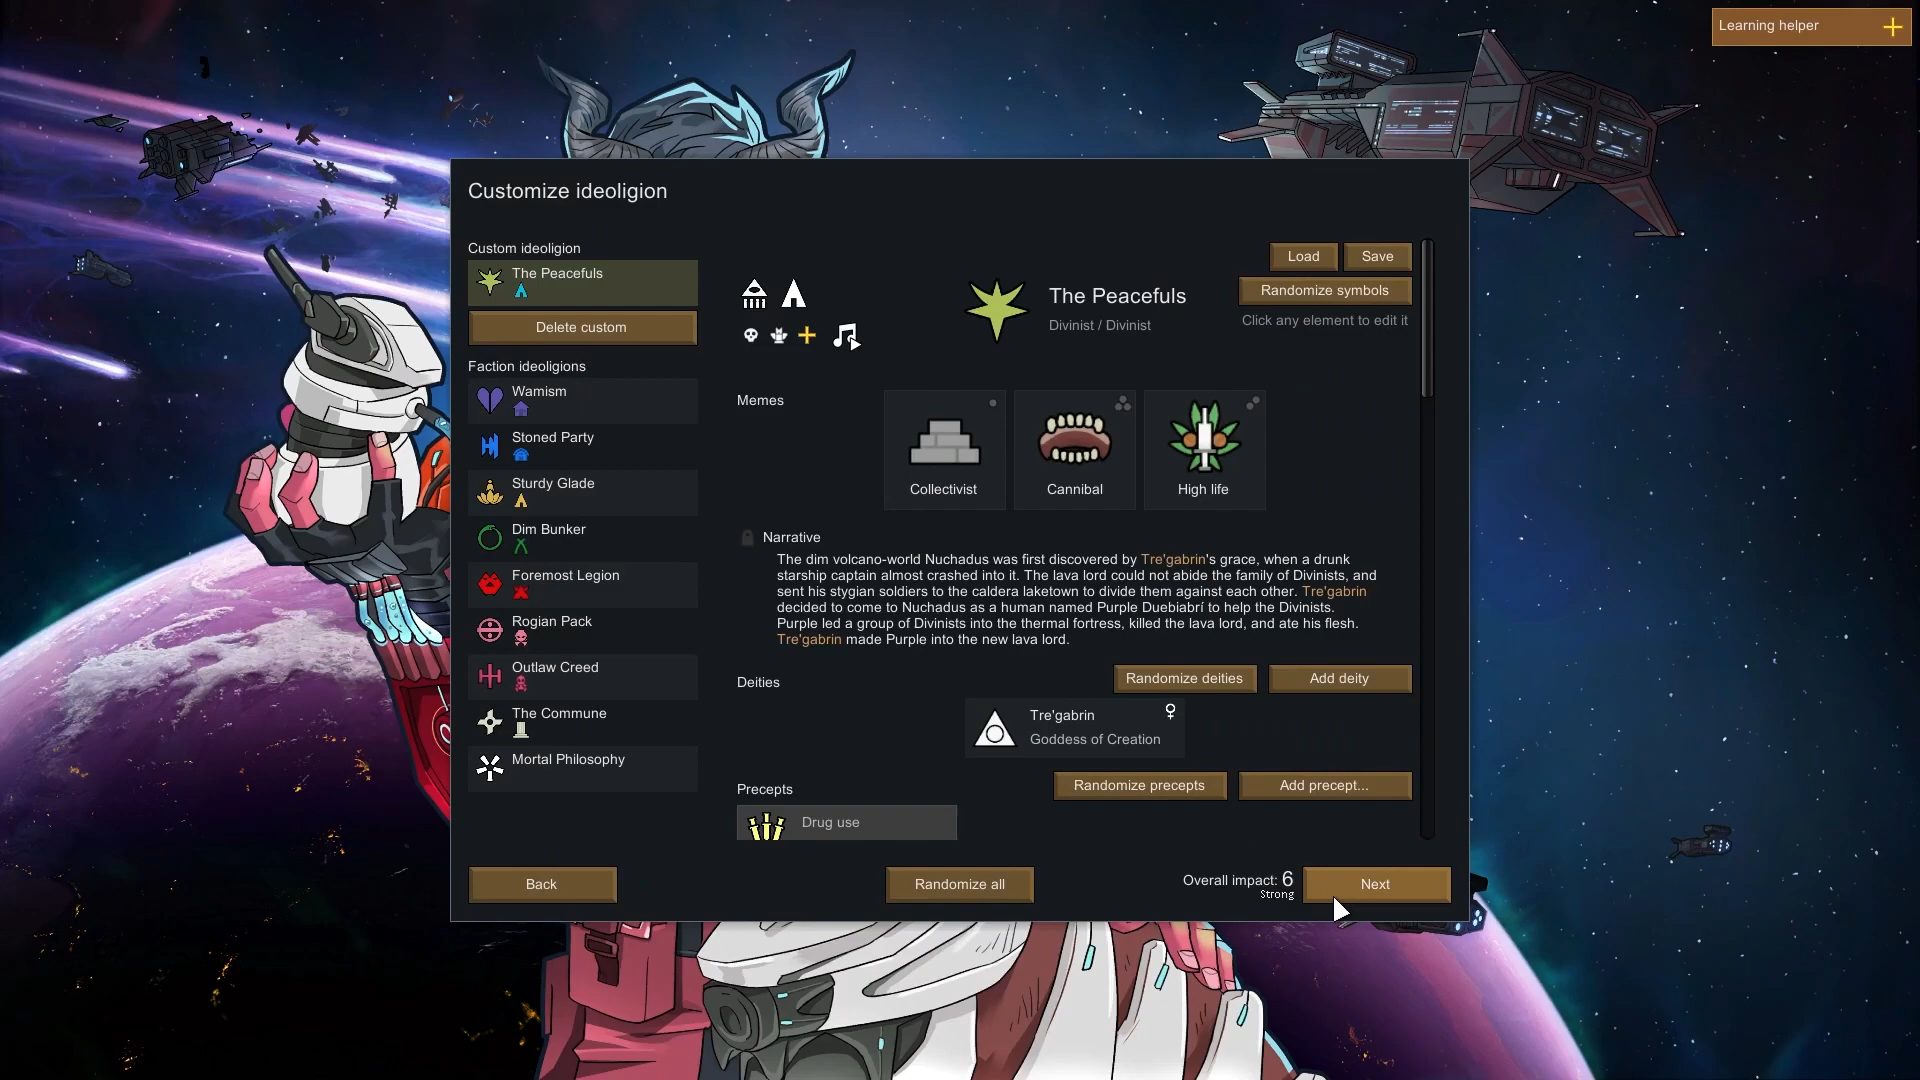 Learning helper
Customize ideoligion
Custom ideoligion
The Peacefuls
Delete custom
Faction ideoligions
Wamism
Stoned Party
Sturdy Glade
Dim Bunker
Foremost Legion
Rogian Pack
Outlaw Creed
The Commune
Mortal Philosophy
Load
Save
Randomize symbols
Click any element to edit it
The Peacefuls
Divinist / Divinist
Memes
Collectivist
Cannibal
High life
Narrative
The dim volcano-world Nuchadus was first discovered by Tre'gabrin's grace, when a drunk
starship captain almost crashed into it. The lava lord could not abide the family of Divinists, and
sent his stygian soldiers to the caldera laketown to divide them against each other. Tre'gabrin
decided to come to Nuchadus as a human named Purple Duebiabrí to help the Divinists.
Purple led a group of Divinists into the thermal fortress, killed the lava lord, and ate his flesh.
Tre'gabrin made Purple into the new lava lord.
Deities
Randomize deities
Add deity
Tre'gabrin
Goddess of Creation
Precepts
Randomize precepts
Add precept...
Drug use
Back
Randomize all
Overall impact: 6
Strong
Next